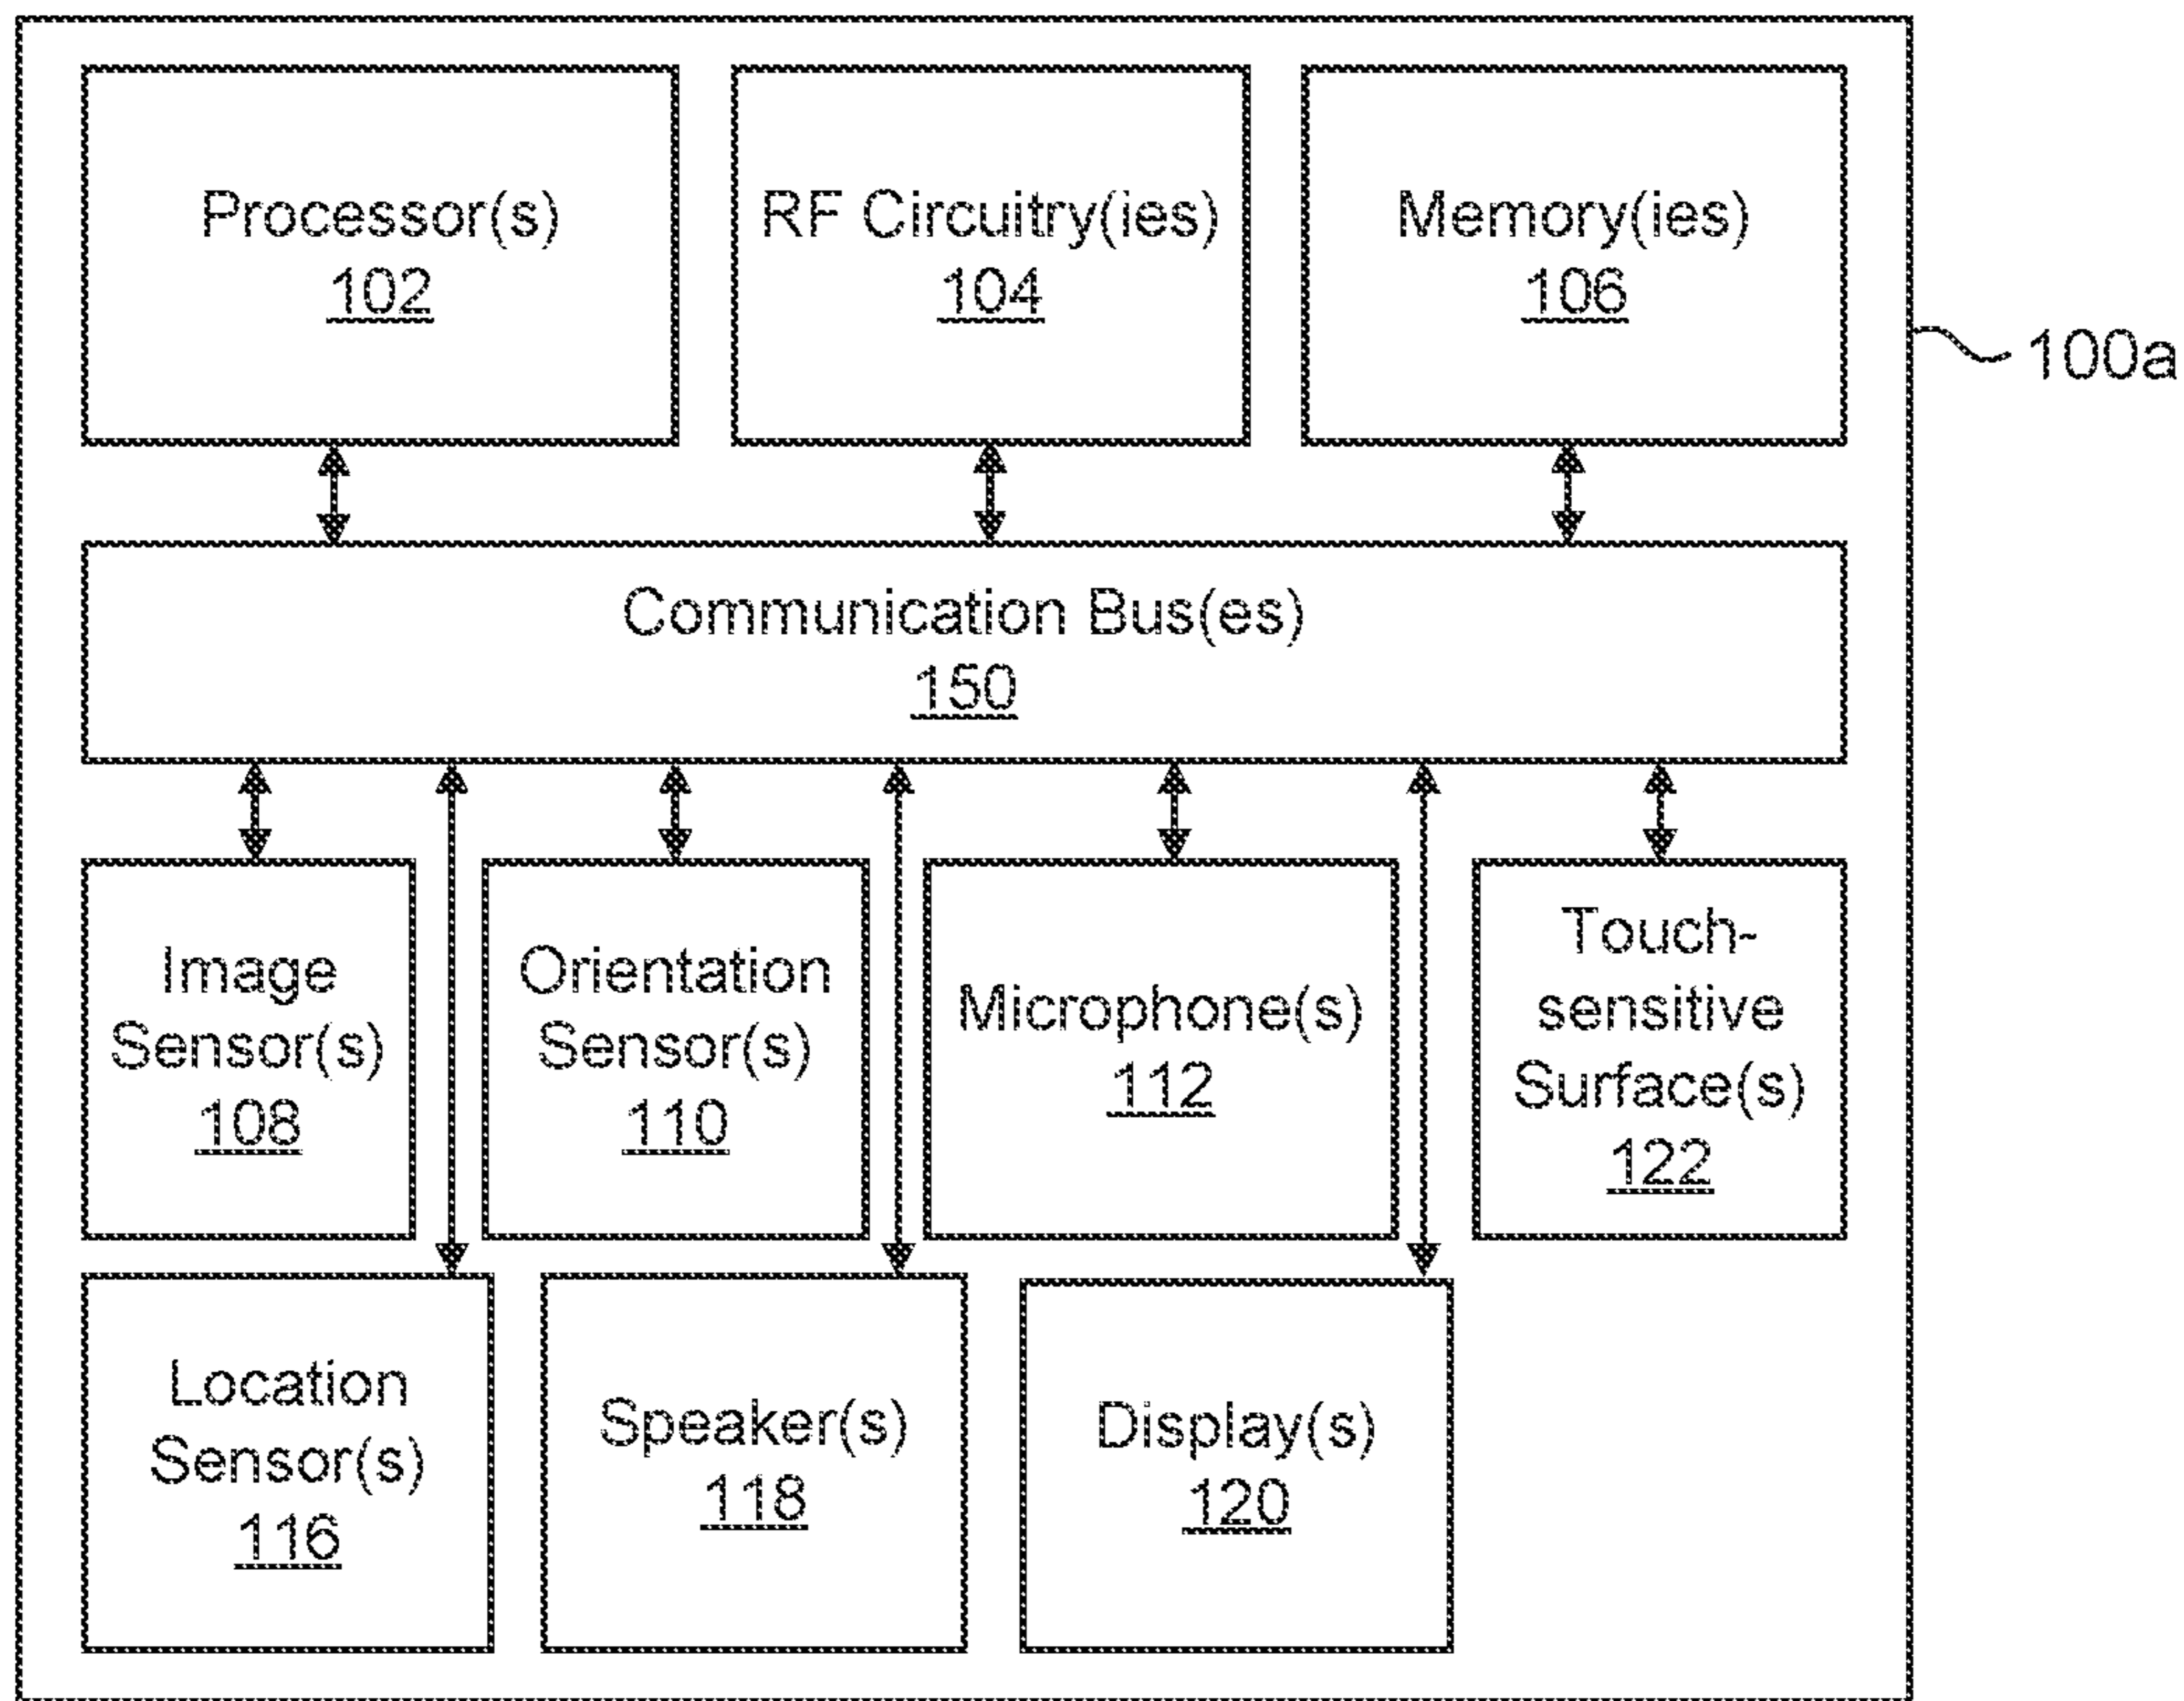 Processor(s)
102
RF Circuitry(ies)
104
Memory(ies)
106
100a
Communication Bus(es)
150
Image
Sensor(s)
108
Orientation
Sensor(s)
110
Microphone(s)
112
Touch-
sensitive
Surface(s)
122
Location
Sensor(s)
116
Speaker(s)
118
Display(s)
120